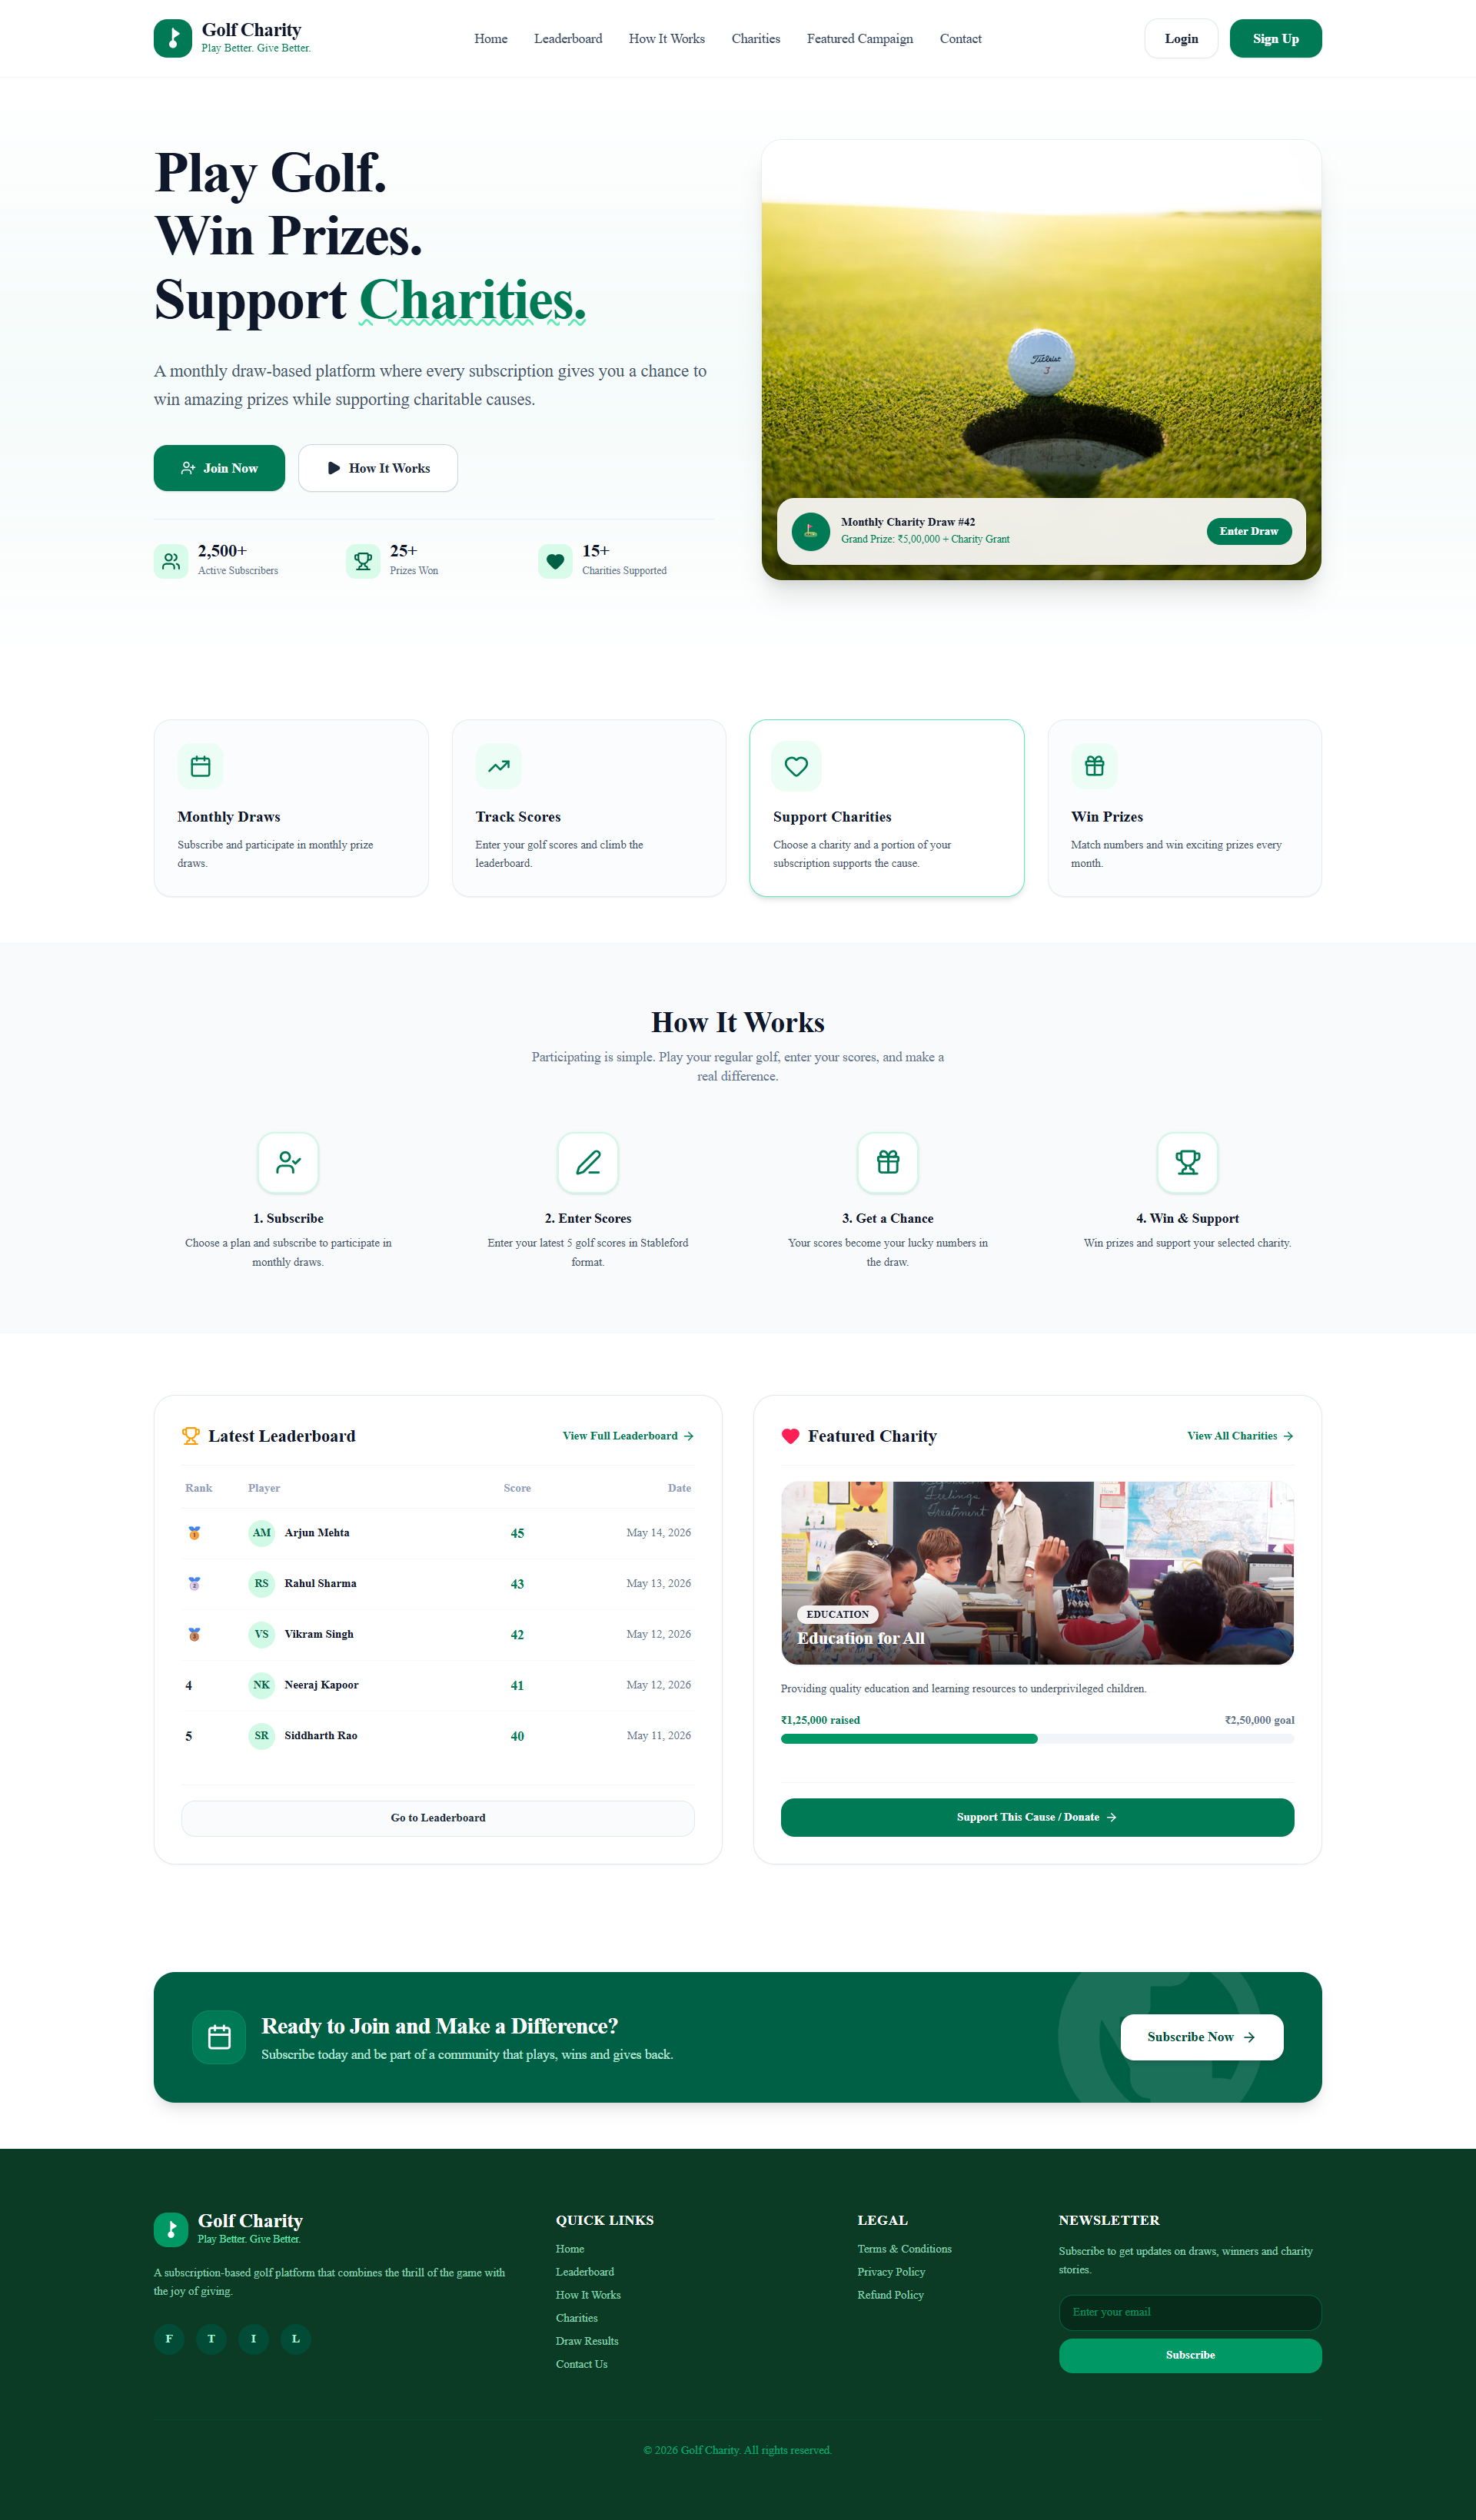 Golf Charity
Play Better. Give Better.
Home
Leaderboard
How It Works
Charities
Featured Campaign
Contact
Login
Sign Up
Play Golf.
Win Prizes.
Support Charities.
A monthly draw-based platform where every subscription gives you a chance to
win amazing prizes while supporting charitable causes.
Join Now
How It Works
2,500+
Active Subscribers
25+
Prizes Won
15+
Charities Supported
Titleist
3
Monthly Charity Draw #42
Grand Prize: ₹5,00,000 + Charity Grant
Enter Draw
Monthly Draws
Subscribe and participate in monthly prize
draws.
Track Scores
Enter your golf scores and climb the
leaderboard.
Support Charities
Choose a charity and a portion of your
subscription supports the cause.
Win Prizes
Match numbers and win exciting prizes every
month.
How It Works
Participating is simple. Play your regular golf, enter your scores, and make a
real difference.
1. Subscribe
Choose a plan and subscribe to participate in
monthly draws.
2. Enter Scores
Enter your latest 5 golf scores in Stableford
format.
3. Get a Chance
Your scores become your lucky numbers in
the draw.
4. Win & Support
Win prizes and support your selected charity.
Latest Leaderboard
View Full Leaderboard
Rank Player Score Date
AM Arjun Mehta 45 May 14, 2026
RS Rahul Sharma 43 May 13, 2026
VS Vikram Singh 42 May 12, 2026
4 NK Neeraj Kapoor 41 May 12, 2026
5 SR Siddharth Rao 40 May 11, 2026
Go to Leaderboard
Featured Charity
View All Charities
Feelings
Treatment
EDUCATION
Education for All
Providing quality education and learning resources to underprivileged children.
₹1,25,000 raised
₹2,50,000 goal
Support This Cause / Donate
Ready to Join and Make a Difference?
Subscribe today and be part of a community that plays, wins and gives back.
Subscribe Now
Golf Charity
Play Better. Give Better.
A subscription-based golf platform that combines the thrill of the game with
the joy of giving.
F T I L
QUICK LINKS
Home
Leaderboard
How It Works
Charities
Draw Results
Contact Us
LEGAL
Terms & Conditions
Privacy Policy
Refund Policy
NEWSLETTER
Subscribe to get updates on draws, winners and charity
stories.
Enter your email
Subscribe
© 2026 Golf Charity. All rights reserved.